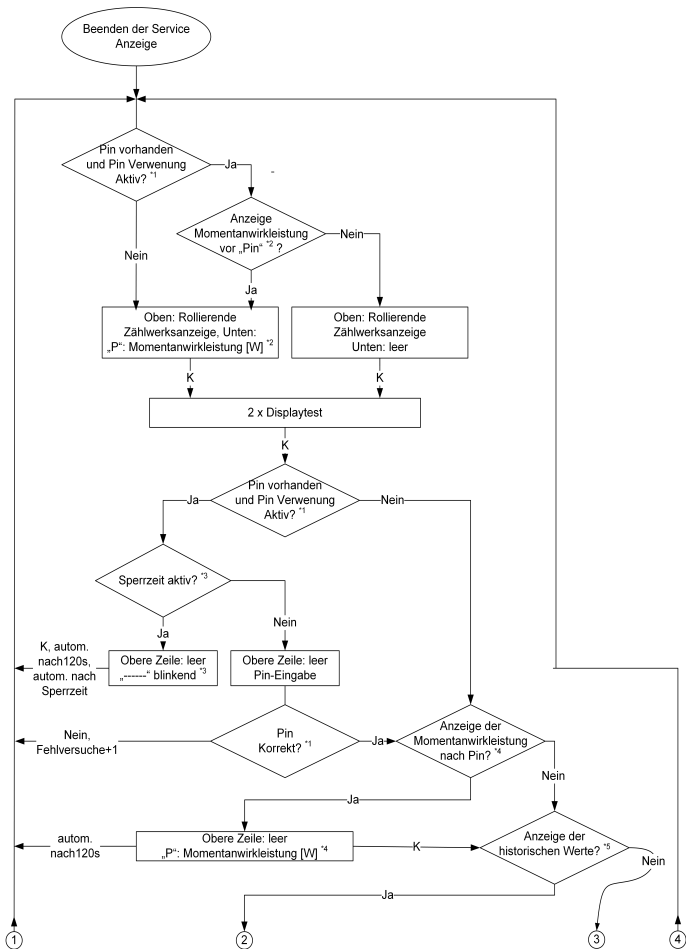 Beenden der Service
Anzeige
Pin vorhanden
und Pin Verwenung
Aktiv? *1
Ja
-
Anzeige
Momentanwirkleistung
vor „Pin“ *2 ?
Nein
Nein
Ja
Oben: Rollierende
Zählwerksanzeige, Unten:
„P“: Momentanwirkleistung [W] *2
Oben: Rollierende
Zählwerksanzeige
Unten: leer
K
K
2 x Displaytest
K
Pin vorhanden
und Pin Verwenung
Aktiv? *1
Ja
Nein
Sperrzeit aktiv? *3
Ja
Nein
K, autom.
nach120s,
autom. nach
Sperrzeit
Obere Zeile: leer
„------“ blinkend *3
Obere Zeile: leer
Pin-Eingabe
Nein,
Fehlversuche+1
Pin
Korrekt? *1
Ja
Anzeige der
Momentanwirkleistung
nach Pin? *4
Nein
Ja
autom.
nach120s
Obere Zeile: leer
„P“: Momentanwirkleistung [W] *4
K
Anzeige der
historischen Werte? *5
Nein
Ja
1
2
3
4